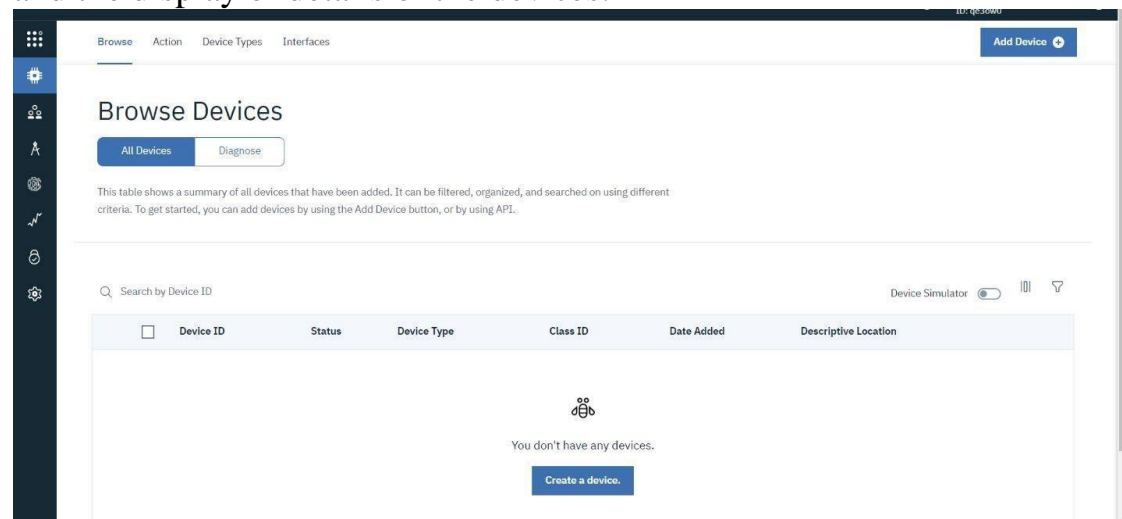 ID: qe36w0
Browse Action Device Types Interfaces Add Device
Browse Devices
All Devices Diagnose
This table shows a summary of all devices that have been added. It can be filtered, organized, and searched on using different
criteria. To get started, you can add devices by using the Add Device button, or by using API.
Search by Device ID Device Simulator
Device ID Status Device Type Class ID Date Added Descriptive Location
You don't have any devices.
Create a device.